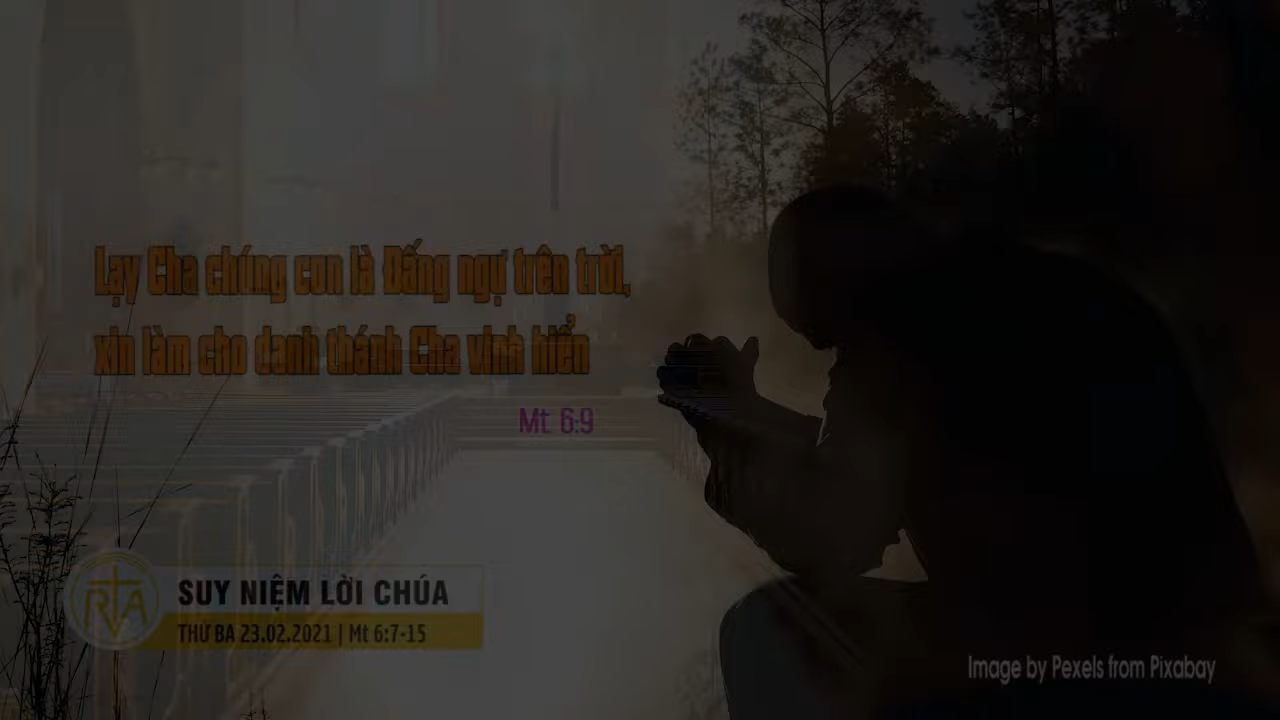 Lạy Cha chúng con là Đấng ngự trên trời,
xin làm cho danh thánh Cha vinh hiển
Mt 6:9
RTA
SUY NIỆM LỜI CHÚA
THỨ BA 23.02.2021 | Mt 6:7-15
Image by Pexels from Pixabay